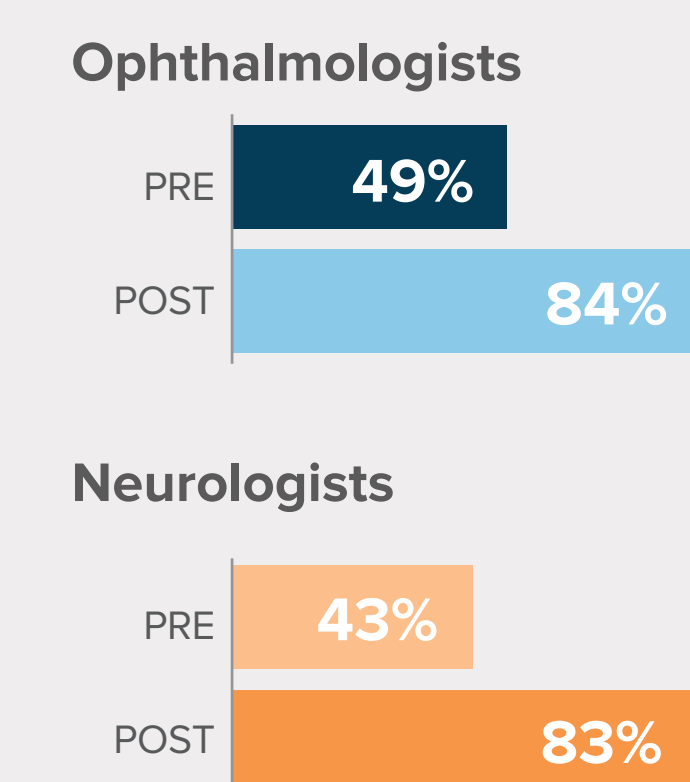 Ophthalmologists
PRE 49%
POST 84%
Neurologists
PRE 43%
POST 83%